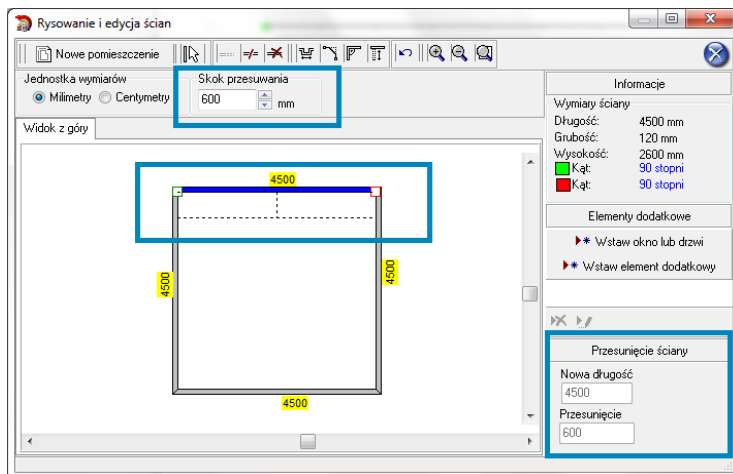 Rysowanie i edycja ścian
Nowe pomieszczenie
Jednostka wymiarów
Milimetry Centymetry
Skok przesuwania
600 mm
Widok z góry
4500
4500
4500
4500
Informacje
Wymiary ściany
Długość: 4500 mm
Grubość: 120 mm
Wysokość: 2600 mm
Kąt: 90 stopni
Kąt: 90 stopni
Elementy dodatkowe
Wstaw okno lub drzwi
Wstaw element dodatkowy
Przesunięcie ściany
Nowa długość
4500
Przesunięcie
600